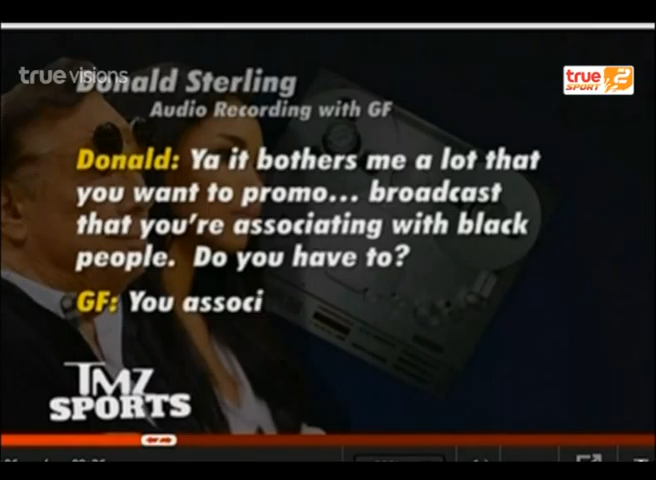 truevisions
Donald Sterling
true 2
SPORT
Audio Recording with GF
Donald: Ya it bothers me a lot that
you want to promo... broadcast
that you're associating with black
people. Do you have to?
GF: You associ
TMZ
SPORTS